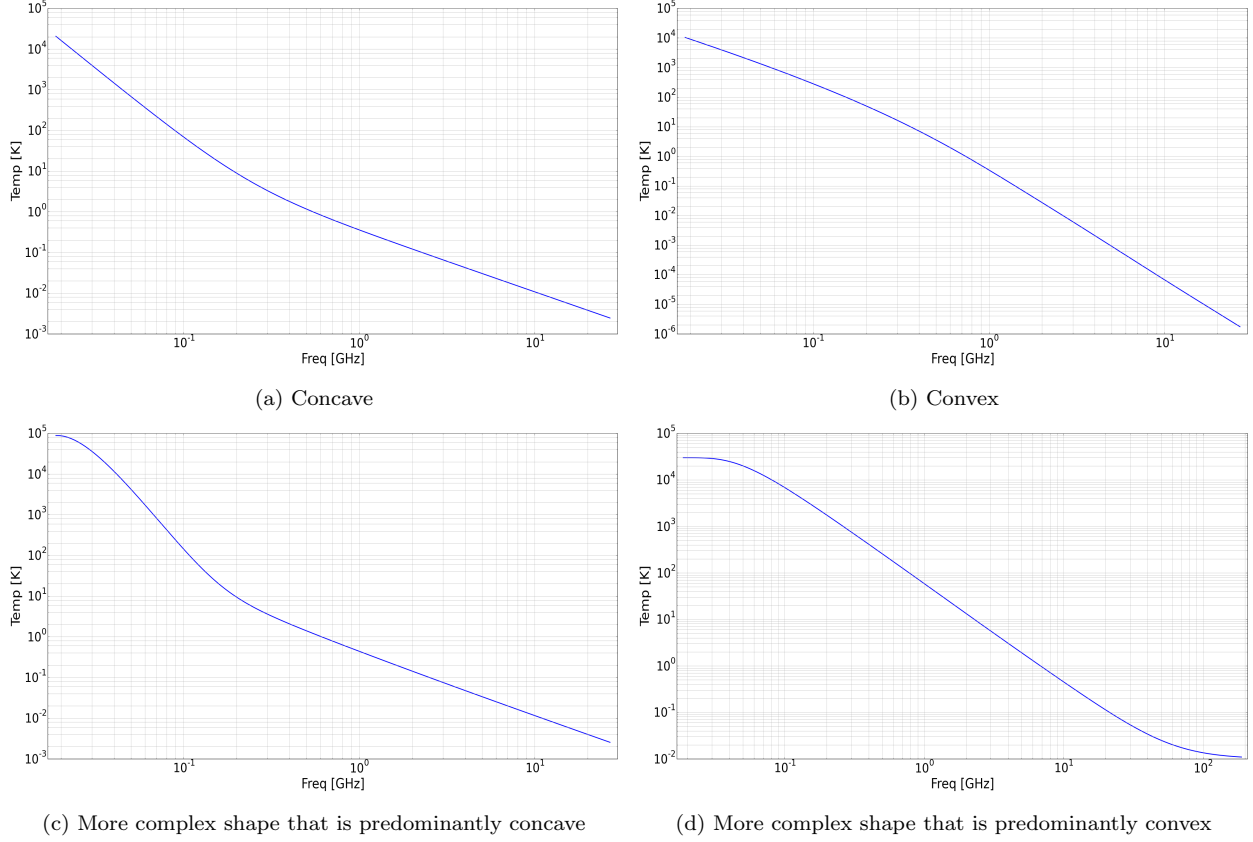 10^5
10^4
10^3
10^2
10^1
10^0
10^-1
10^-2
10^-3
Temp [K]
10^-1 10^0 10^1
Freq [GHz]
(a) Concave
10^5
10^4
10^3
10^2
10^1
10^0
10^-1
10^-2
10^-3
10^-4
10^-5
10^-6
Temp [K]
10^-1 10^0 10^1
Freq [GHz]
(b) Convex
10^5
10^4
10^3
10^2
10^1
10^0
10^-1
10^-2
10^-3
Temp [K]
10^-1 10^0 10^1
Freq [GHz]
(c) More complex shape that is predominantly concave
10^5
10^4
10^3
10^2
10^1
10^0
10^-1
10^-2
Temp [K]
10^-1 10^0 10^1 10^2
Freq [GHz]
(d) More complex shape that is predominantly convex